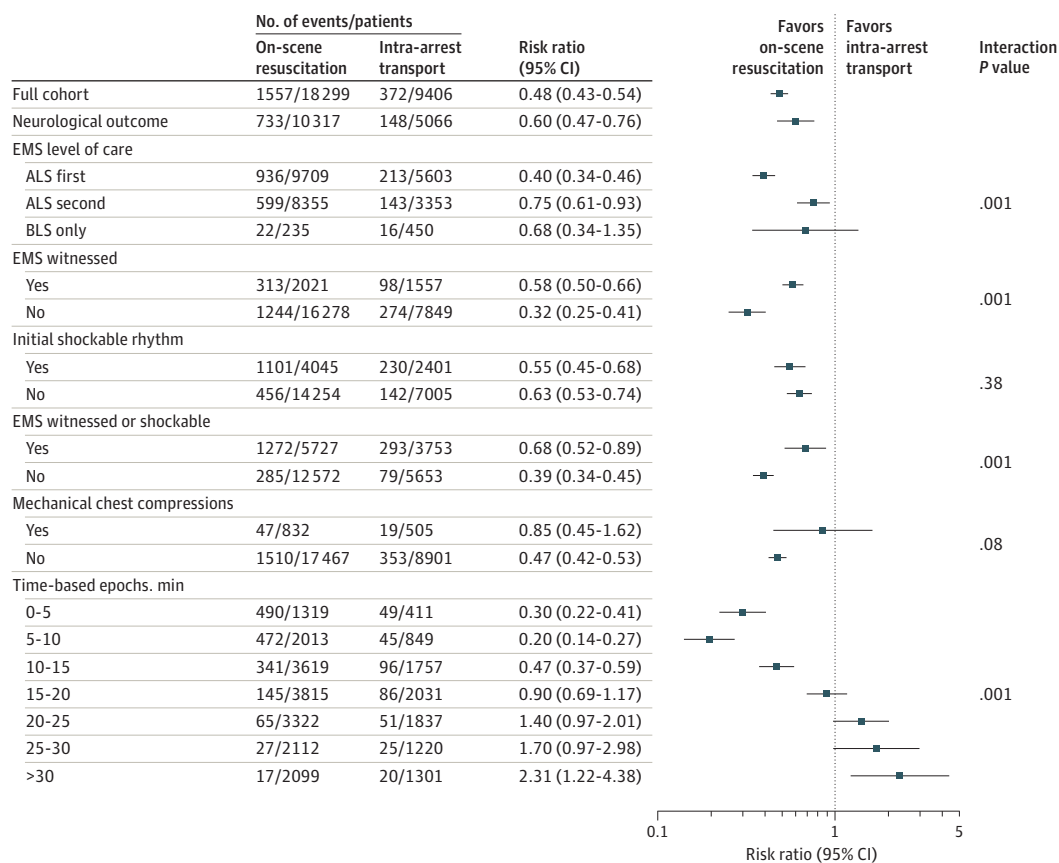 No. of events/patients
On-scene resuscitation Intra-arrest transport Risk ratio (95% CI) Favors on-scene resuscitation Favors intra-arrest transport Interaction P value
Full cohort 1557/18 299 372/9406 0.48 (0.43-0.54)
Neurological outcome 733/10 317 148/5066 0.60 (0.47-0.76)
EMS level of care
ALS first 936/9709 213/5603 0.40 (0.34-0.46)
ALS second 599/8355 143/3353 0.75 (0.61-0.93) .001
BLS only 22/235 16/450 0.68 (0.34-1.35)
EMS witnessed
Yes 313/2021 98/1557 0.58 (0.50-0.66)
.001
No 1244/16 278 274/7849 0.32 (0.25-0.41)
Initial shockable rhythm
Yes 1101/4045 230/2401 0.55 (0.45-0.68)
.38
No 456/14 254 142/7005 0.63 (0.53-0.74)
EMS witnessed or shockable
Yes 1272/5727 293/3753 0.68 (0.52-0.89)
.001
No 285/12 572 79/5653 0.39 (0.34-0.45)
Mechanical chest compressions
Yes 47/832 19/505 0.85 (0.45-1.62)
.08
No 1510/17 467 353/8901 0.47 (0.42-0.53)
Time-based epochs. min
0-5 490/1319 49/411 0.30 (0.22-0.41)
5-10 472/2013 45/849 0.20 (0.14-0.27)
10-15 341/3619 96/1757 0.47 (0.37-0.59)
15-20 145/3815 86/2031 0.90 (0.69-1.17) .001
20-25 65/3322 51/1837 1.40 (0.97-2.01)
25-30 27/2112 25/1220 1.70 (0.97-2.98)
>30 17/2099 20/1301 2.31 (1.22-4.38)
0.1 1 5
Risk ratio (95% CI)